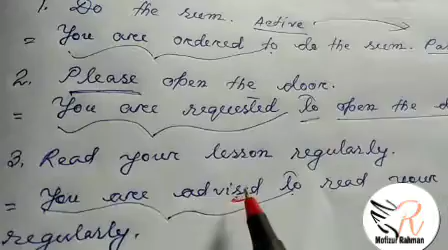 1. Do the sum. Active
= You are ordered to do the sum. Pa
2. Please open the door.
= You are requested to open the d
3. Read your lesson regularly.
= You are advised to read your
regularly.
R
Mofizur Rahman